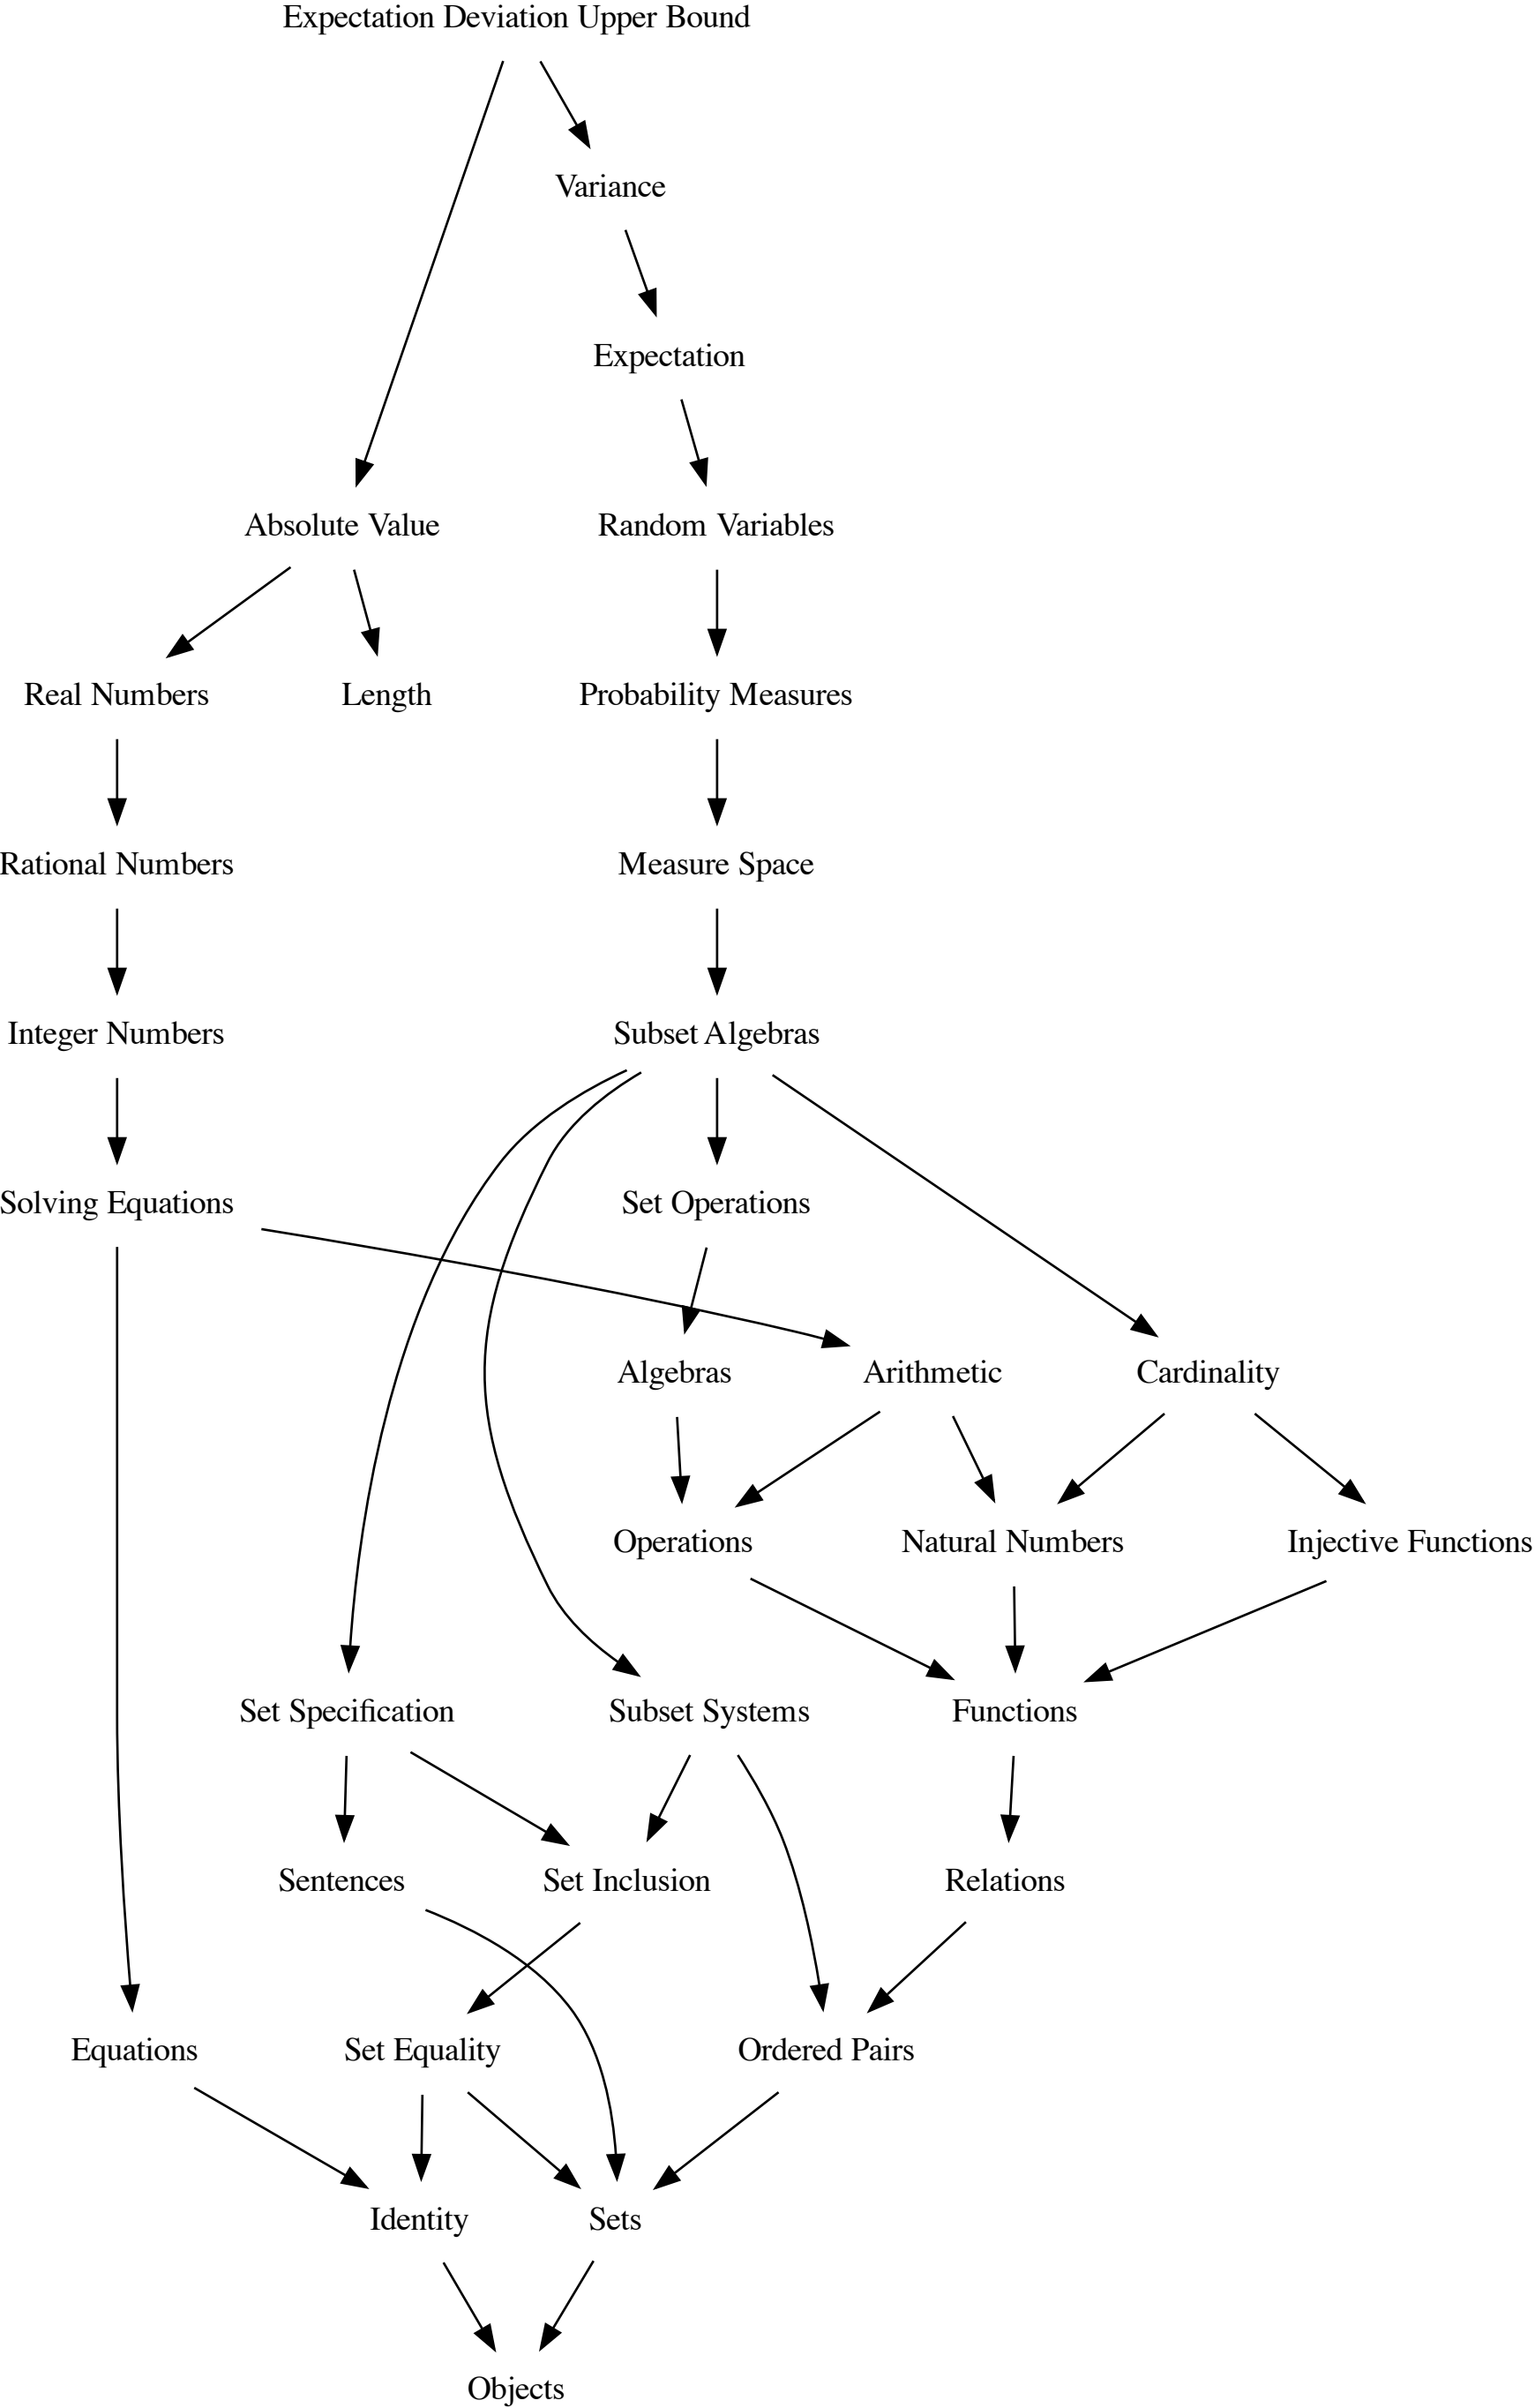 Expectation Deviation Upper Bound
Variance
Expectation
Absolute Value
Random Variables
Real Numbers
Length
Probability Measures
Rational Numbers
Measure Space
Integer Numbers
Subset Algebras
Solving Equations
Set Operations
Algebras
Arithmetic
Cardinality
Operations
Natural Numbers
Injective Functions
Set Specification
Subset Systems
Functions
Sentences
Set Inclusion
Relations
Equations
Set Equality
Ordered Pairs
Identity
Sets
Objects